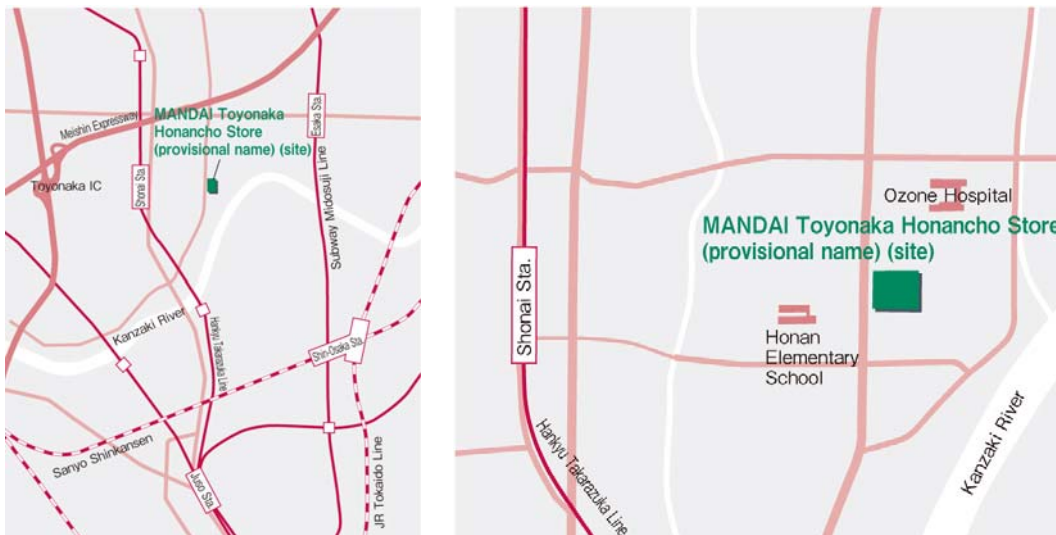 Meishin Expressway
MANDAI Toyonaka
Honancho Store
(provisional name) (site)
Esaka Sta.
Toyonaka IC
Shonai Sta.
Subway Midosuji Line
Kanzaki River
Hankyu Takarazuka Line
Shin-Osaka Sta.
Sanyo Shinkansen
Juso Sta.
JR Tokaido Line
Ozone Hospital
MANDAI Toyonaka Honancho Store
(provisional name) (site)
Shonai Sta.
Honan
Elementary
School
Hankyu Takarazuka Line
Kanzaki River